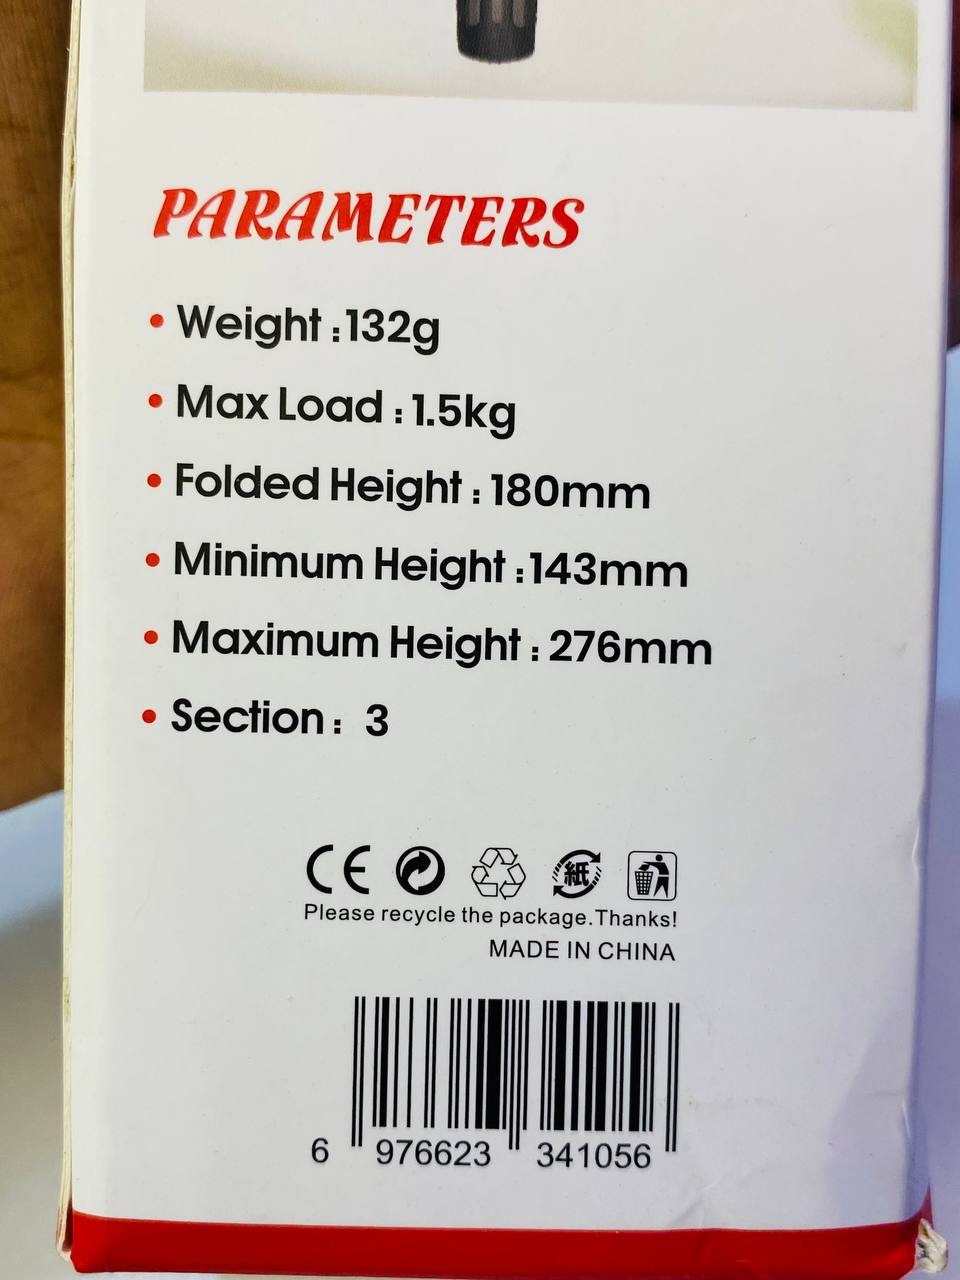 PARAMETERS
• Weight :132g
• Max Load : 1.5kg
• Folded Height : 180mm
• Minimum Height :143mm
• Maximum Height : 276mm
• Section : 3
CE 紙
Please recycle the package.Thanks!
MADE IN CHINA
6 976623 341056